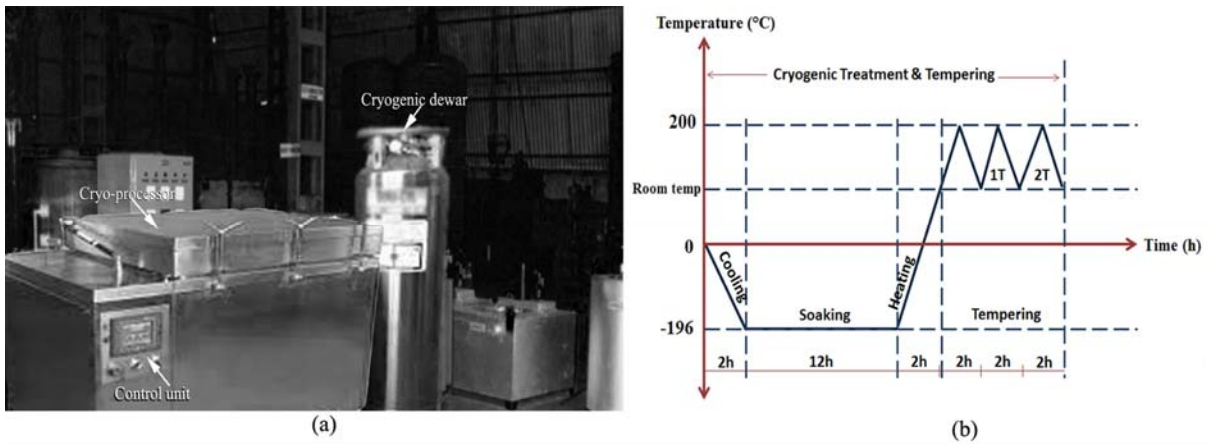 Cryogenic dewar
Cryo-processor
Control unit
(a)
Temperature (°C)
Cryogenic Treatment & Tempering
200
1T
2T
Room temp
0
Time (h)
Cooling
Heating
Soaking
Tempering
-196
2h
12h
2h
2h
2h
2h
(b)